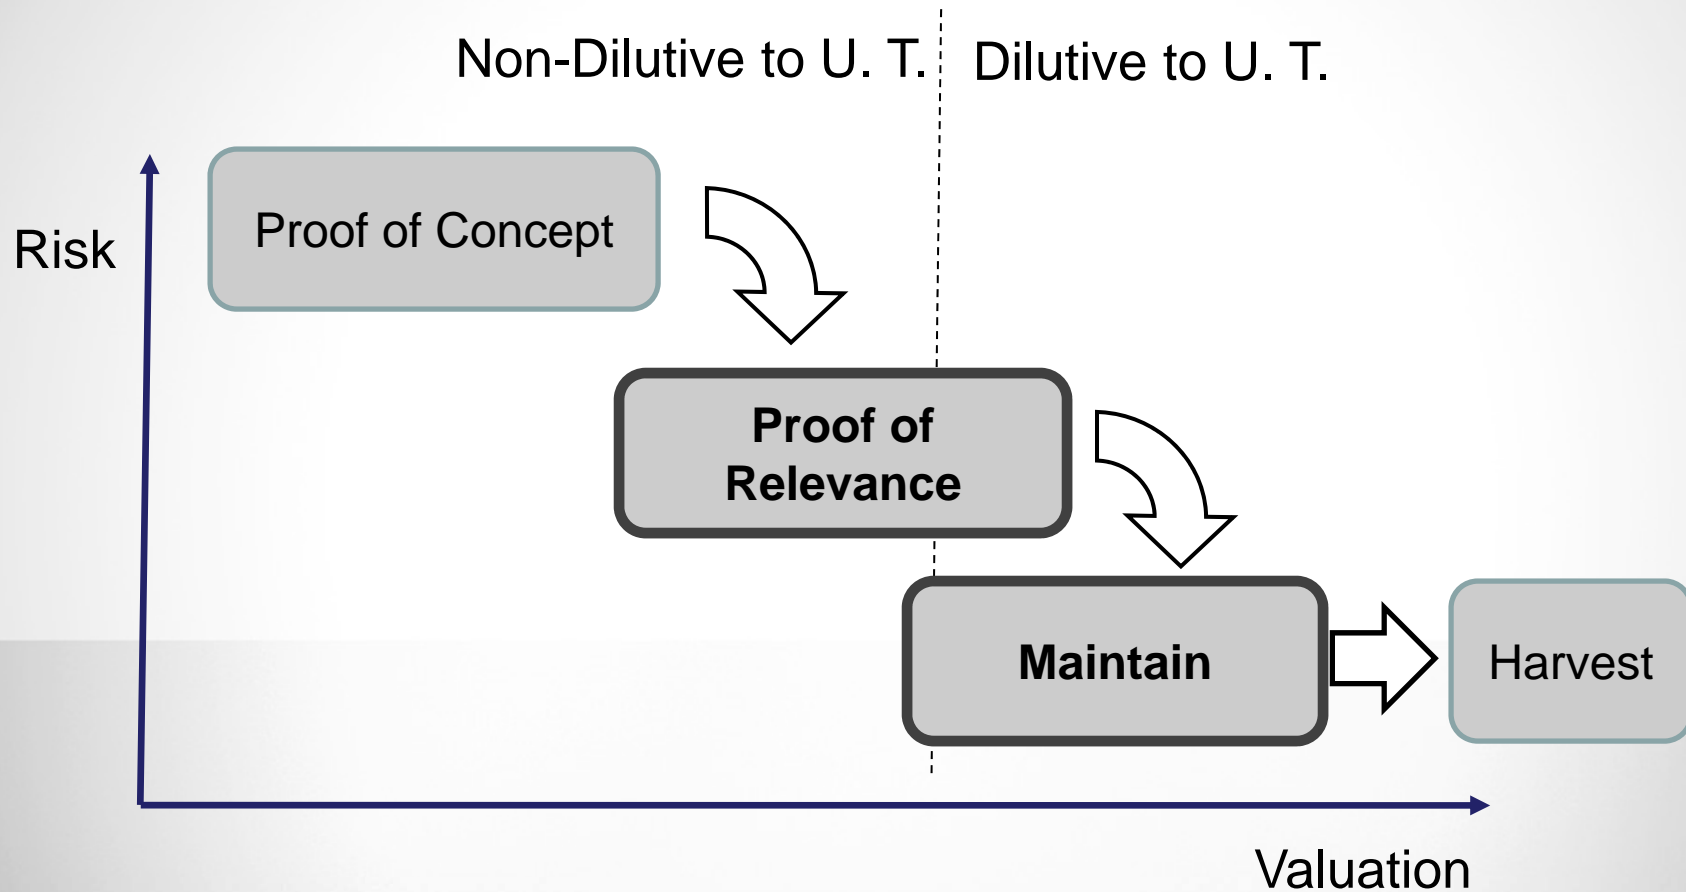 Non-Dilutive to U. T.
Dilutive to U. T.
Risk
Proof of Concept
Proof of
Relevance
Maintain
Harvest
Valuation